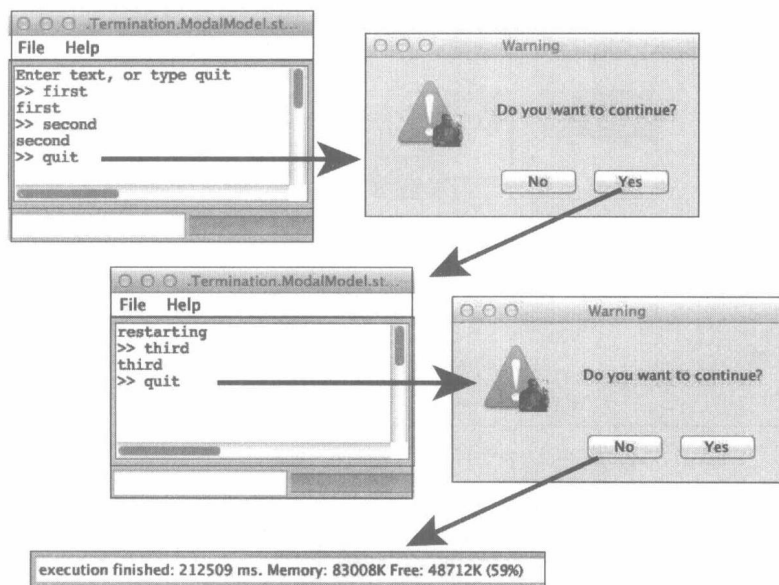 .Termination.ModalModel.st...
File Help
Enter text, or type quit
>> first
first
>> second
second
>> quit
Warning
Do you want to continue?
No Yes
.Termination.ModalModel.st...
File Help
restarting
>> third
third
>> quit
Warning
Do you want to continue?
No Yes
execution finished: 212509 ms. Memory: 83008K Free: 48712K (59%)